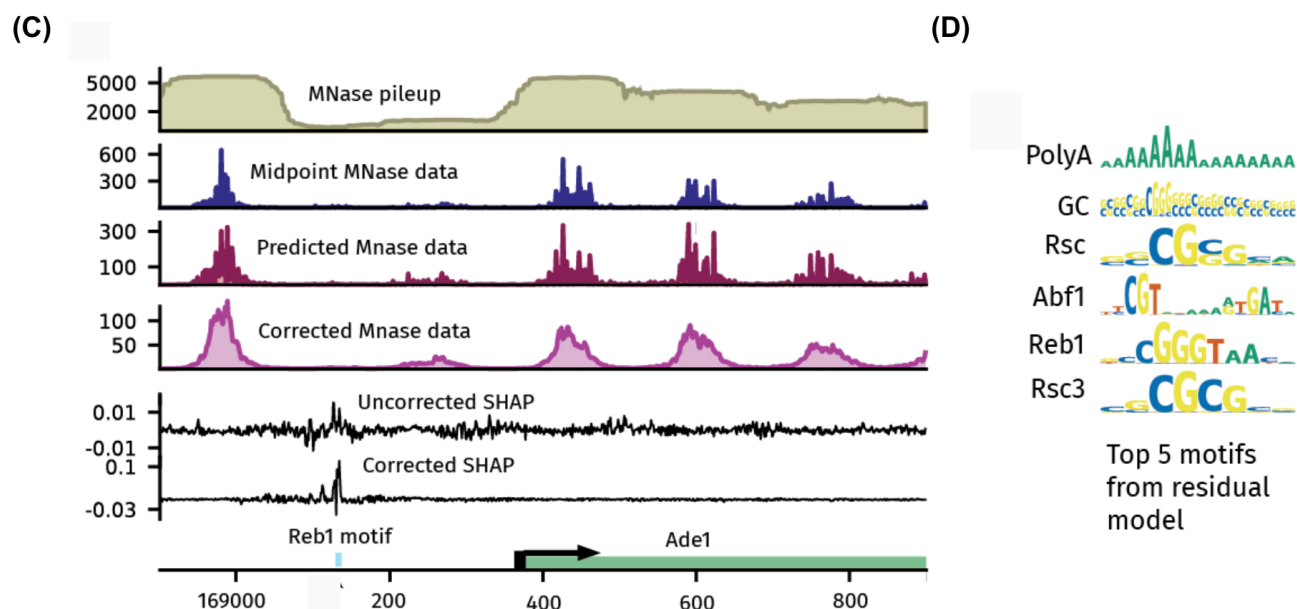 (C)
(D)
5000
2000
MNase pileup
600
300
Midpoint MNase data
300
100
Predicted Mnase data
100
50
Corrected Mnase data
0.01
-0.01
Uncorrected SHAP
0.1
-0.03
Corrected SHAP
Reb1 motif
Ade1
169000 200 400 600 800
PolyA
GC
Rsc
Abf1
Reb1
Rsc3
Top 5 motifs
from residual
model